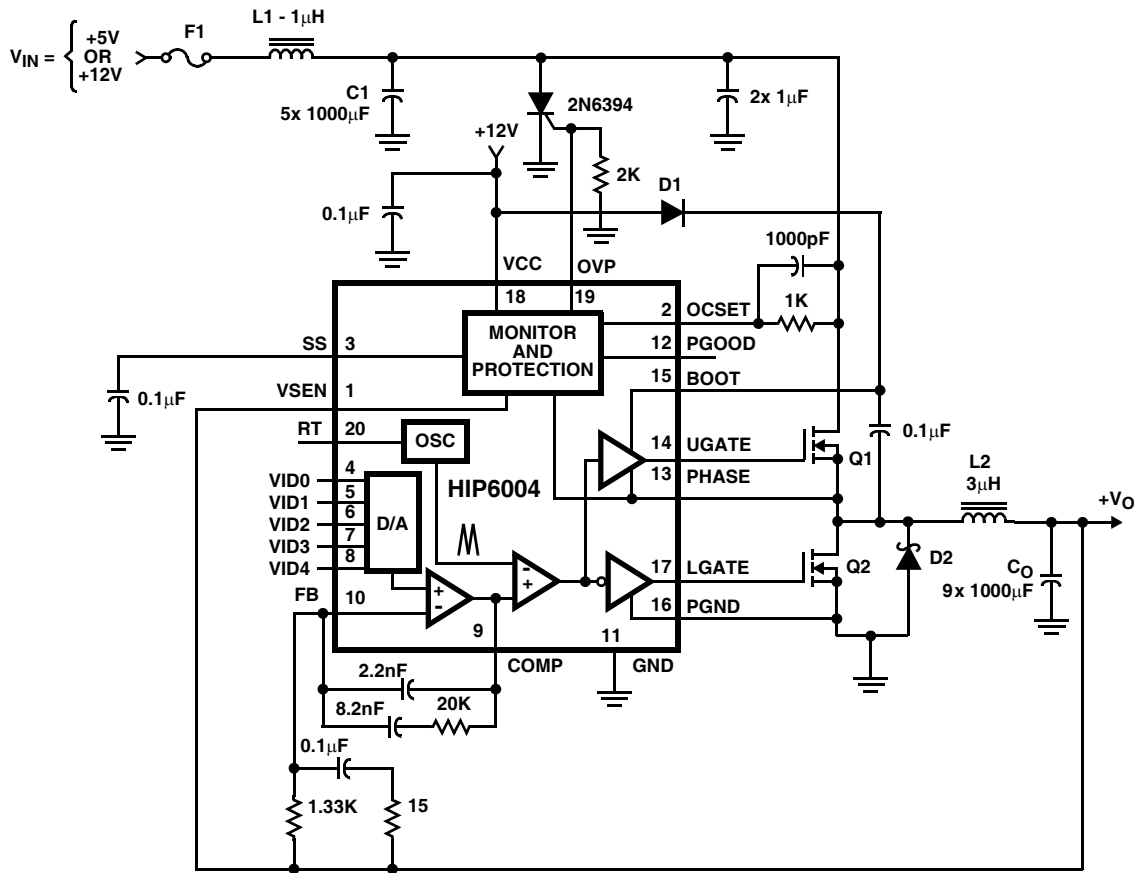 L1 - 1μH
F1
VIN =
+5V
OR
+12V
C1
5x 1000μF
2N6394
2x 1μF
+12V
2K
0.1μF
D1
1000pF
VCC
OVP
18
19
2
OCSET
1K
MONITOR
AND
PROTECTION
12
PGOOD
SS
3
15
BOOT
0.1μF
VSEN
1
RT
20
OSC
14
UGATE
0.1μF
Q1
13
PHASE
L2
3μH
+VO
VID0
4
HIP6004
VID1
5
VID2
6
D/A
VID3
7
VID4
8
-
+
17
LGATE
Q2
D2
CO
9x 1000μF
FB
10
+
-
16
PGND
9
11
COMP
GND
2.2nF
8.2nF
20K
0.1μF
1.33K
15